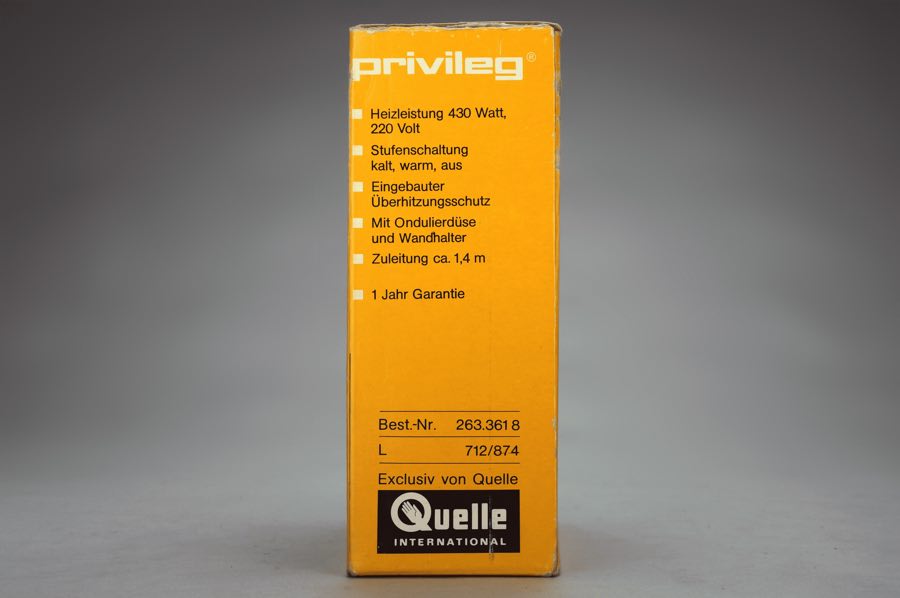 privileg®
Heizleistung 430 Watt,
220 Volt
Stufenschaltung
kalt, warm, aus
Eingebauter
Überhitzungsschutz
Mit Ondulierdüse
und Wandhalter
Zuleitung ca. 1,4 m
1 Jahr Garantie
Best.-Nr. 263.361 8
L 712/874
Exclusiv von Quelle
Quelle
INTERNATIONAL